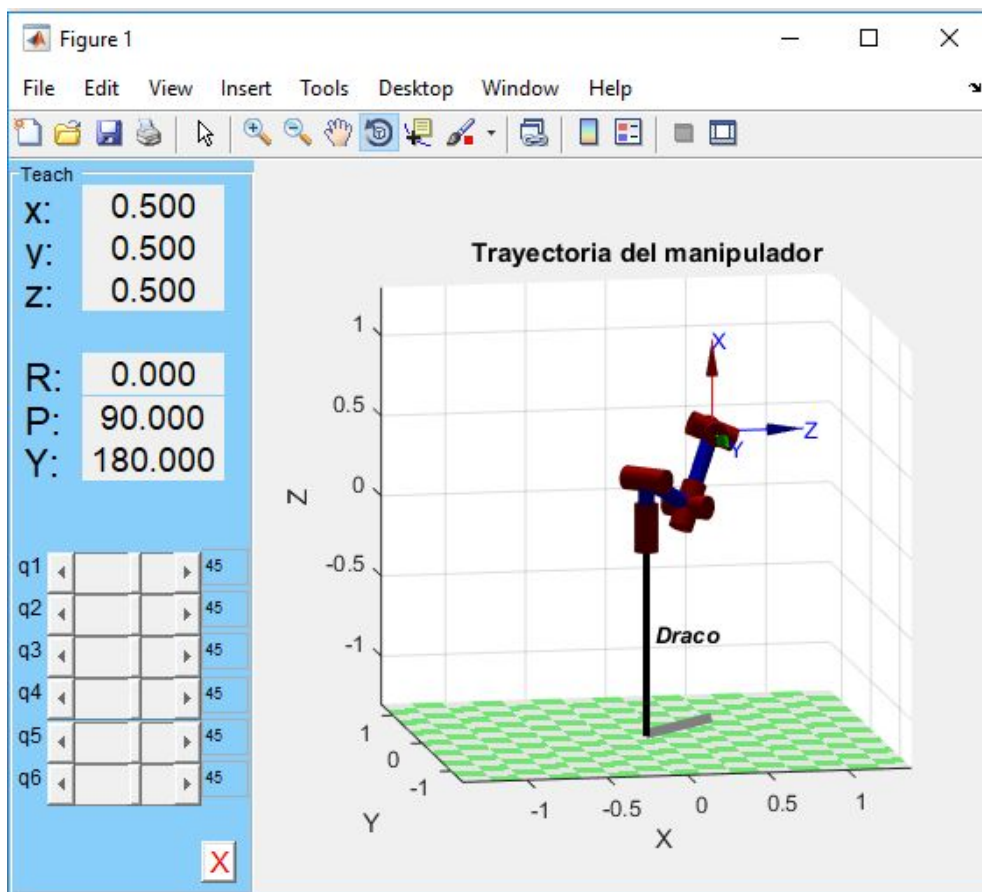 Figure 1
File Edit View Insert Tools Desktop Window Help
Teach
x: 0.500
y: 0.500
z: 0.500
R: 0.000
P: 90.000
Y: 180.000
q1 45
q2 45
q3 45
q4 45
q5 45
q6 45
X
Trayectoria del manipulador
1
0.5
0
-0.5
-1
Z
X
Z
Y
Draco
1
0
-1
Y
-1
-0.5
0
0.5
1
X